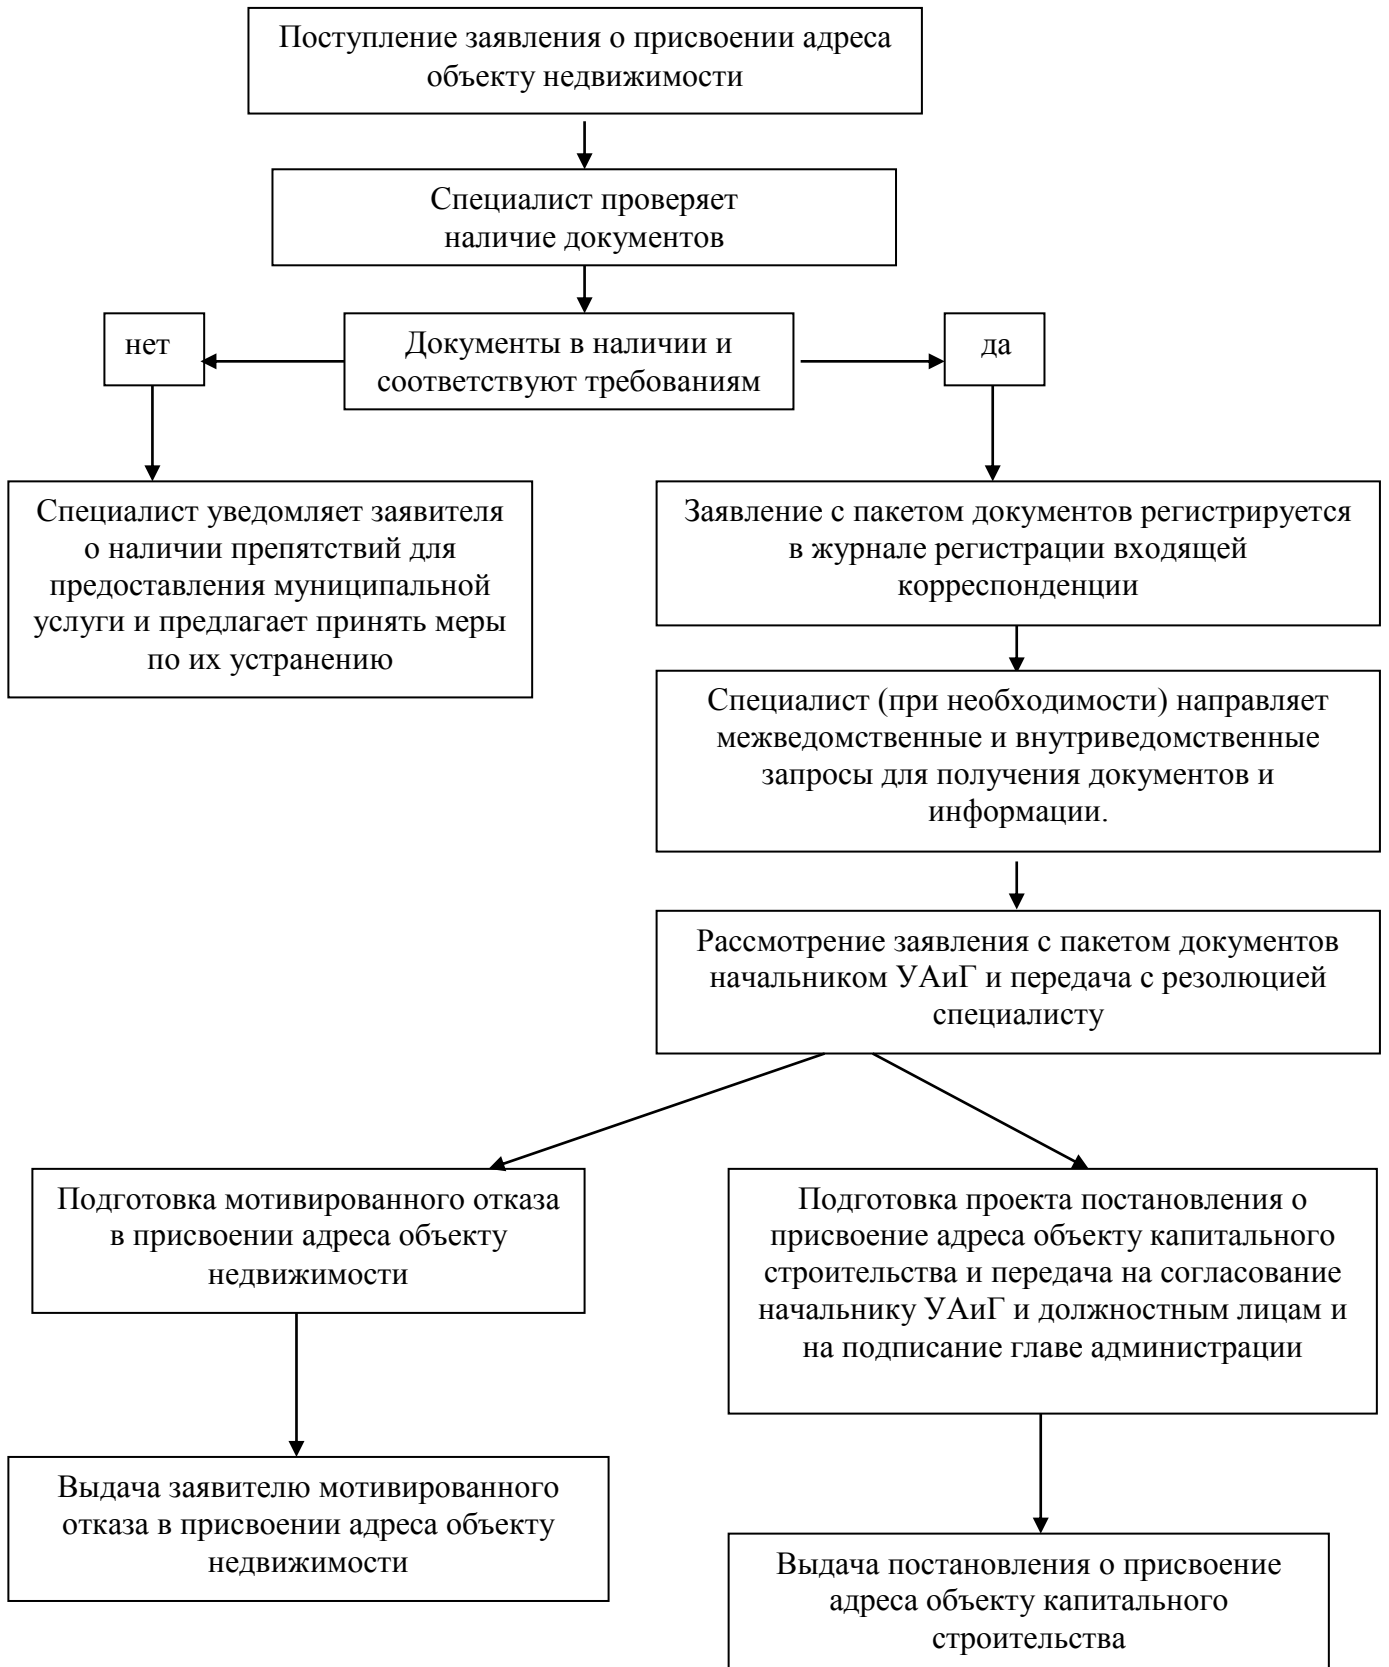 Поступление заявления о присвоении адреса
объекту недвижимости
Специалист проверяет
наличие документов
нет
Документы в наличии и
соответствуют требованиям
да
Специалист уведомляет заявителя
о наличии препятствий для
предоставления муниципальной
услуги и предлагает принять меры
по их устранению
Заявление с пакетом документов регистрируется
в журнале регистрации входящей
корреспонденции
Специалист (при необходимости) направляет
межведомственные и внутриведомственные
запросы для получения документов и
информации.
Рассмотрение заявления с пакетом документов
начальником УАиГ и передача с резолюцией
специалисту
Подготовка мотивированного отказа
в присвоении адреса объекту
недвижимости
Подготовка проекта постановления о
присвоение адреса объекту капитального
строительства и передача на согласование
начальнику УАиГ и должностным лицам и
на подписание главе администрации
Выдача заявителю мотивированного
отказа в присвоении адреса объекту
недвижимости
Выдача постановления о присвоение
адреса объекту капитального
строительства